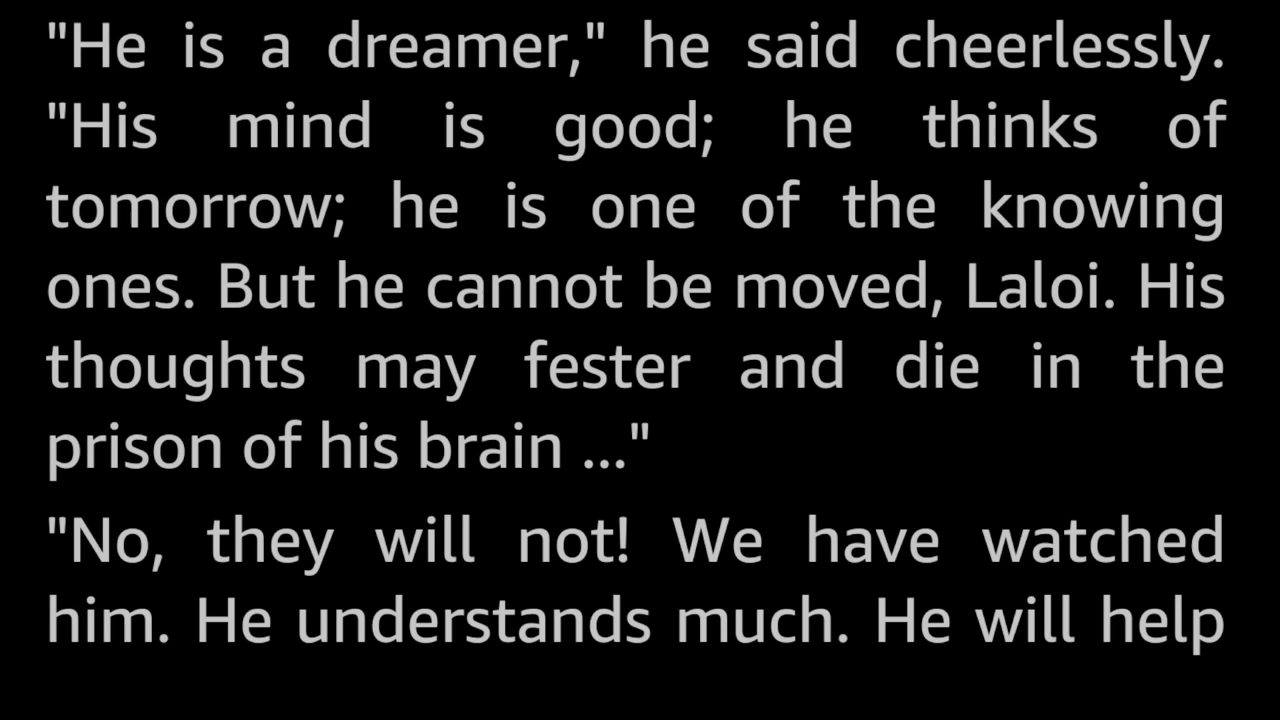 "He is a dreamer," he said cheerlessly.
"His mind is good; he thinks of
tomorrow; he is one of the knowing
ones. But he cannot be moved, Laloi. His
thoughts may fester and die in the
prison of his brain ..."
"No, they will not! We have watched
him. He understands much. He will help